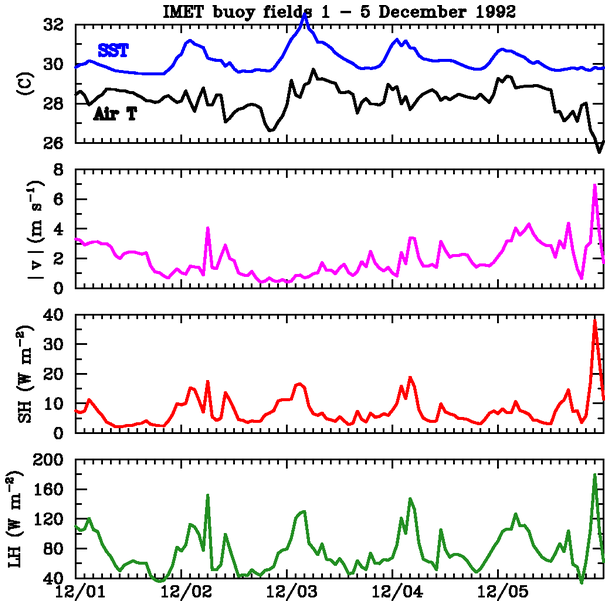 IMET buoy fields 1 - 5 December 1992
32
30
28
26
(C)
SST
Air T
8
6
4
2
0
| v | (m s⁻¹)
40
30
20
10
0
SH (W m⁻²)
200
160
120
80
40
LH (W m⁻²)
12/01 12/02 12/03 12/04 12/05